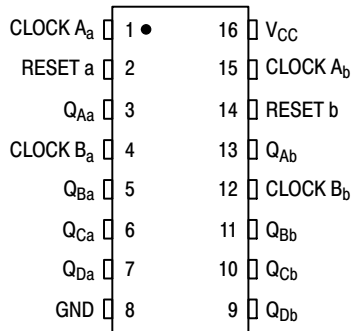 CLOCK Aa 1 16 VCC
RESET a 2 15 CLOCK Ab
QAa 3 14 RESET b
CLOCK Ba 4 13 QAb
QBa 5 12 CLOCK Bb
QCa 6 11 QBb
QDa 7 10 QCb
GND 8 9 QDb